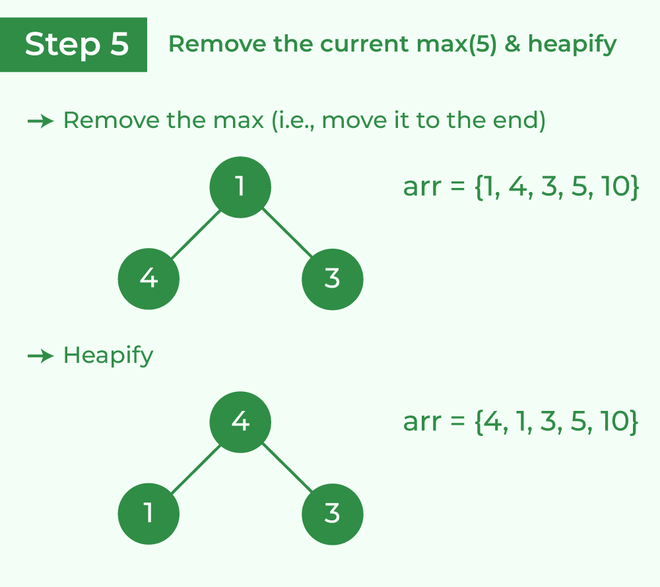 Step 5
Remove the current max(5) & heapify
→ Remove the max (i.e., move it to the end)
1
arr = {1, 4, 3, 5, 10}
4
3
→ Heapify
4
arr = {4, 1, 3, 5, 10}
1
3